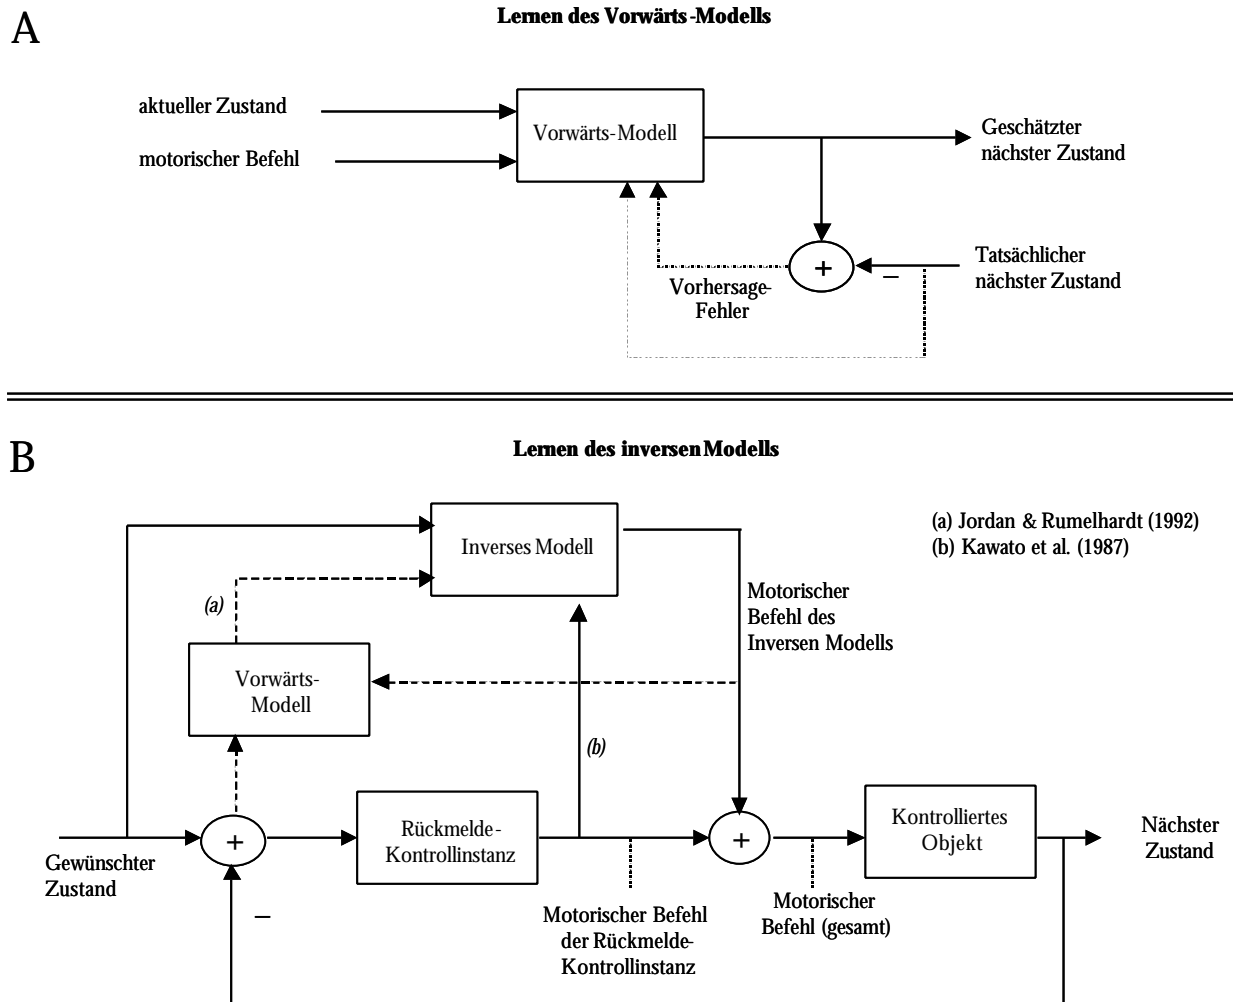 A
Lernen des Vorwärts-Modells
aktueller Zustand
motorischer Befehl
Vorwärts-Modell
Geschätzter
nächster Zustand
+
−
Tatsächlicher
nächster Zustand
Vorhersage-
Fehler
B
Lernen des inversen Modells
(a) Jordan & Rumelhardt (1992)
(b) Kawato et al. (1987)
Inverses Modell
(a)
Motorischer
Befehl des
Inversen Modells
Vorwärts-
Modell
(b)
+
Rückmelde-
Kontrollinstanz
+
Kontrolliertes
Objekt
Nächster
Zustand
Gewünschter
Zustand
−
Motorischer Befehl
der Rückmelde-
Kontrollinstanz
Motorischer
Befehl (gesamt)